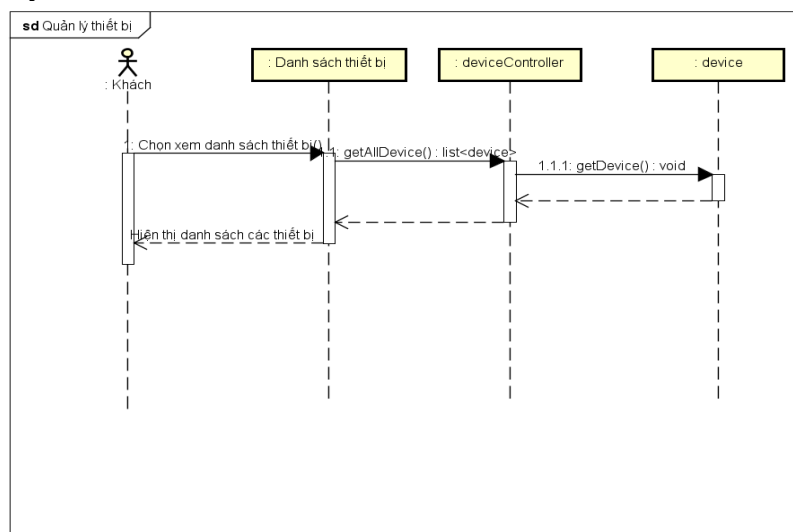 sd Quản lý thiết bị
: Khách
: Danh sách thiết bị
: deviceController
: device
1: Chọn xem danh sách thiết bị()
1.1: getAllDevice() : list<device>
1.1.1: getDevice() : void
Hiện thị danh sách các thiết bị